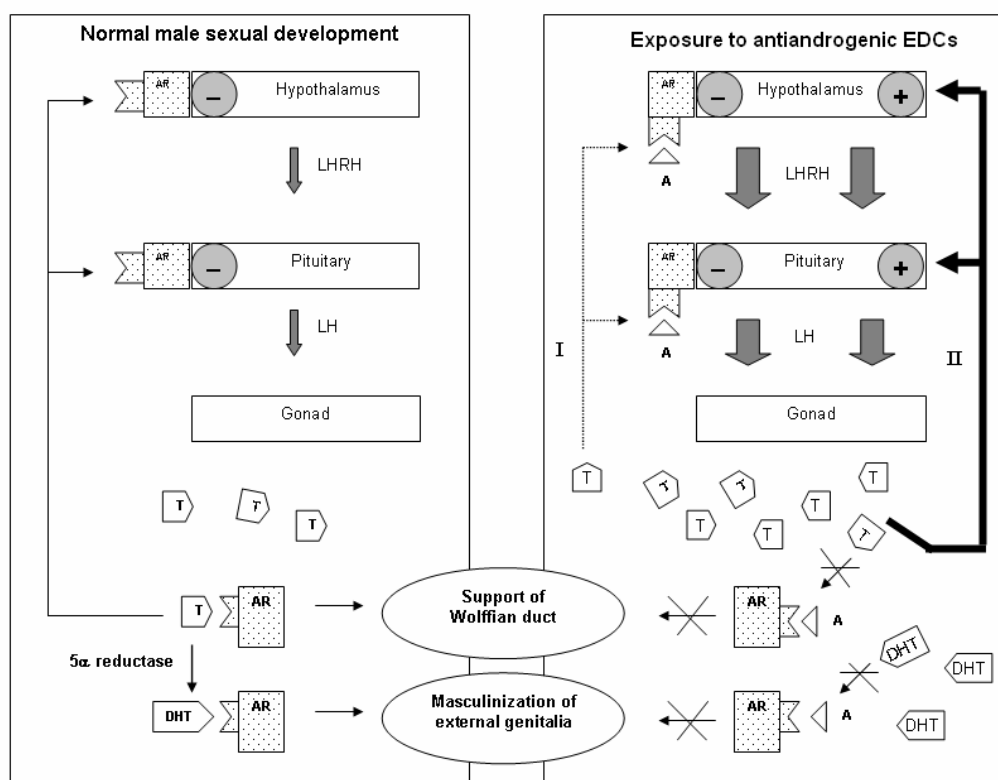 Normal male sexual development
AR
–
Hypothalamus
LHRH
AR
–
Pituitary
LH
Gonad
T
T
T
T
AR
5α reductase
DHT
AR
Support of
Wolffian duct
Masculinization of
external genitalia
Exposure to antiandrogenic EDCs
AR
–
Hypothalamus
+
A
LHRH
AR
–
Pituitary
+
A
LH
I
II
Gonad
T
T
T
T
T
T
T
T
AR
A
DHT
DHT
AR
A
DHT